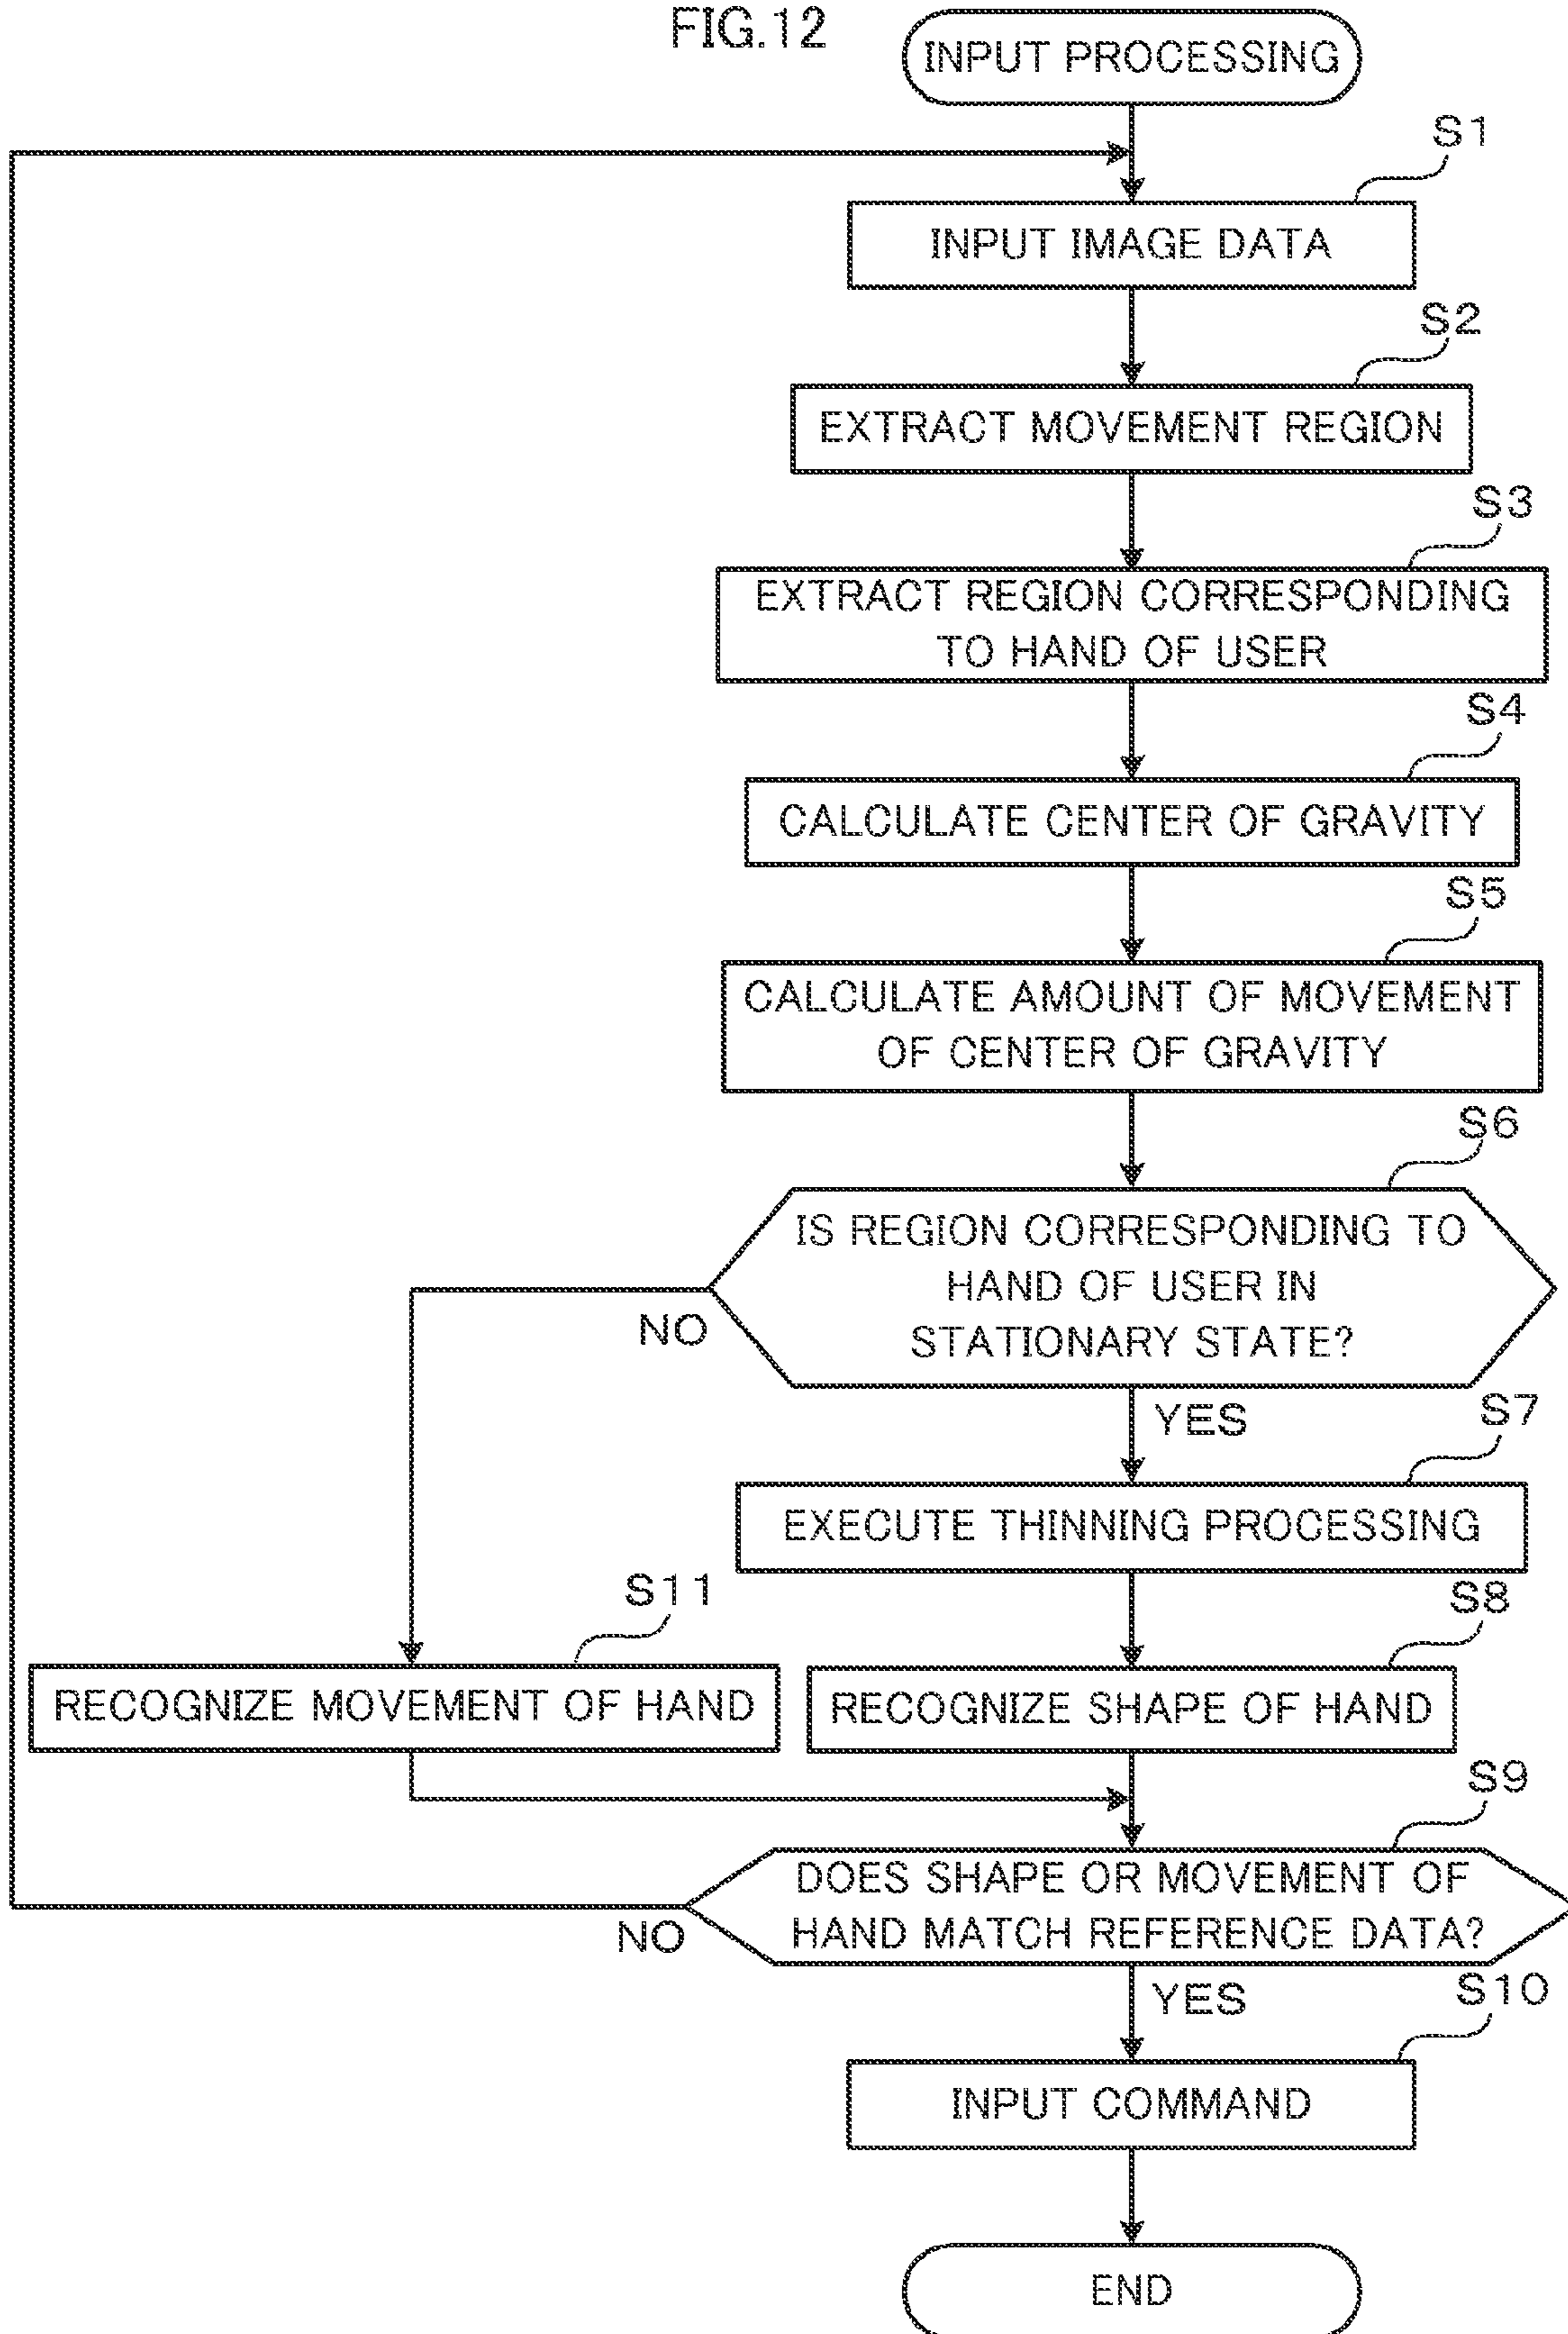 FIG.12
INPUT PROCESSING
S1
INPUT IMAGE DATA
S2
EXTRACT MOVEMENT REGION
S3
EXTRACT REGION CORRESPONDING
TO HAND OF USER
S4
CALCULATE CENTER OF GRAVITY
S5
CALCULATE AMOUNT OF MOVEMENT
OF CENTER OF GRAVITY
S6
IS REGION CORRESPONDING TO
HAND OF USER IN
STATIONARY STATE?
NO
YES
S7
EXECUTE THINNING PROCESSING
S11
RECOGNIZE MOVEMENT OF HAND
S8
RECOGNIZE SHAPE OF HAND
S9
DOES SHAPE OR MOVEMENT OF
HAND MATCH REFERENCE DATA?
NO
YES
S10
INPUT COMMAND
END